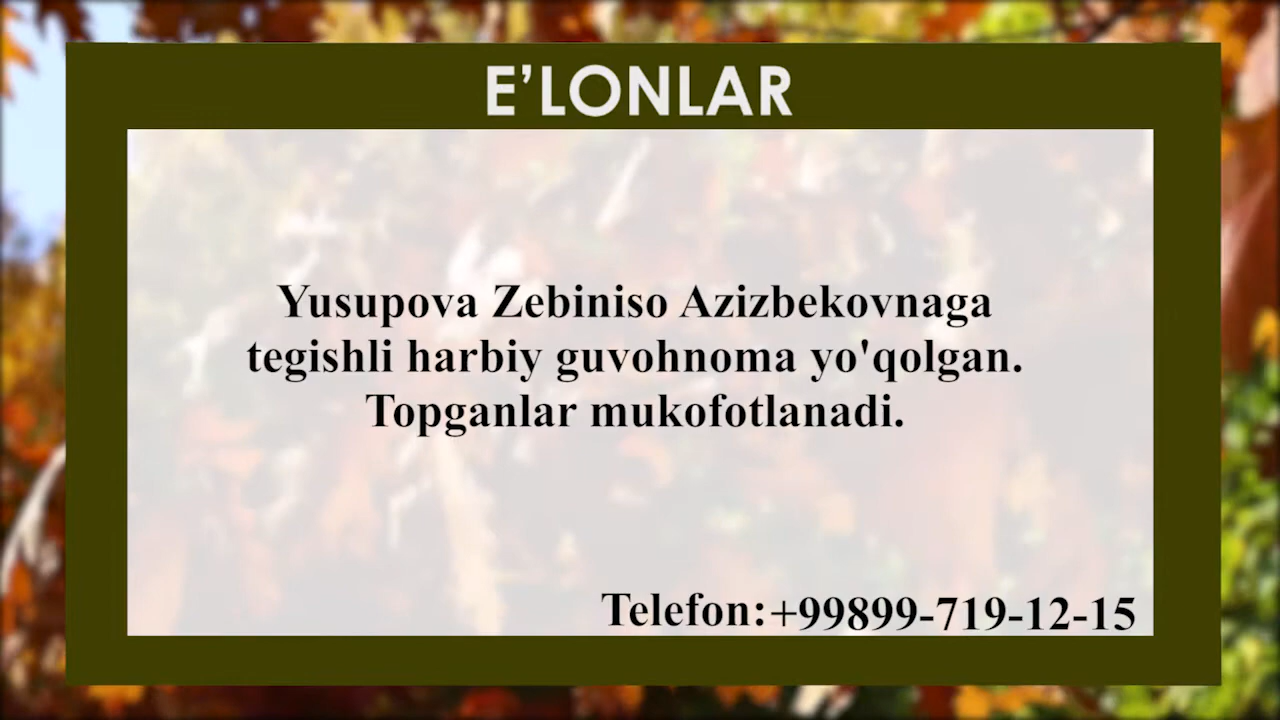 E’LONLAR
Yusupova Zebiniso Azizbekovnaga
tegishli harbiy guvohnoma yo'qolgan.
Topganlar mukofotlanadi.
Telefon:+99899-719-12-15